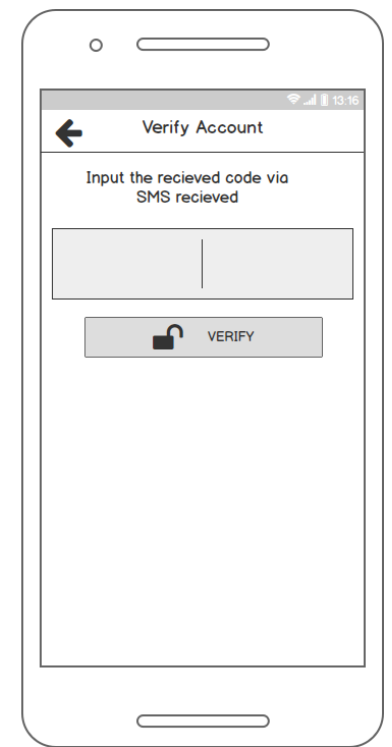 13:16
Verify Account
Input the recieved code via
SMS recieved
VERIFY